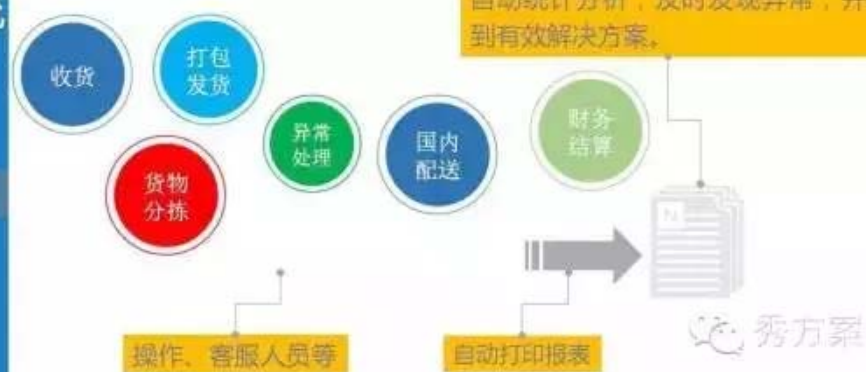 自动统计分析，及时发现异常，并
到有效解决方案。
收货
打包
发货
异常
处理
国内
配送
财务
结算
货物
分拣
N
操作、客服人员等
自动打印报表
秀方案